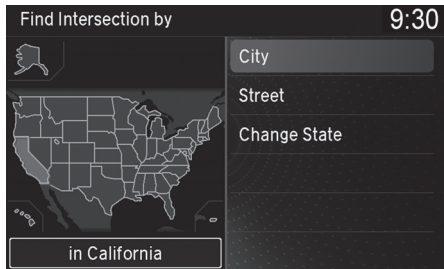 Find Intersection by
9:30
City
Street
Change State
in California